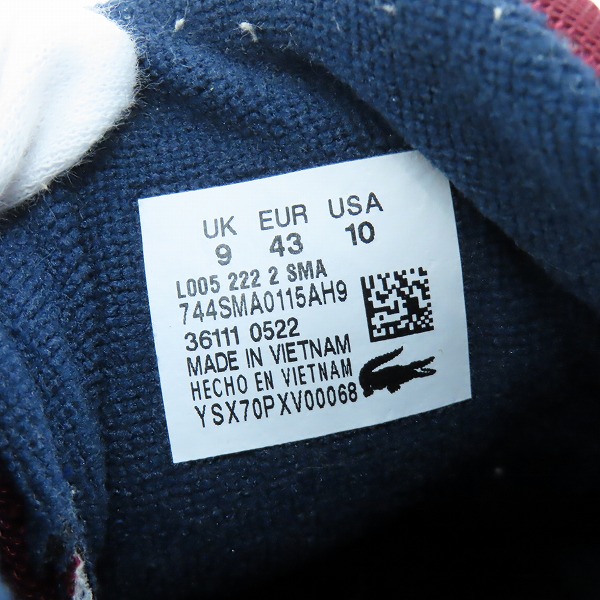 UK EUR USA
9 43 10
L005 222 2 SMA
744SMA0115AH9
36111 0522
MADE IN VIETNAM
HECHO EN VIETNAM
YSX70PXV00068